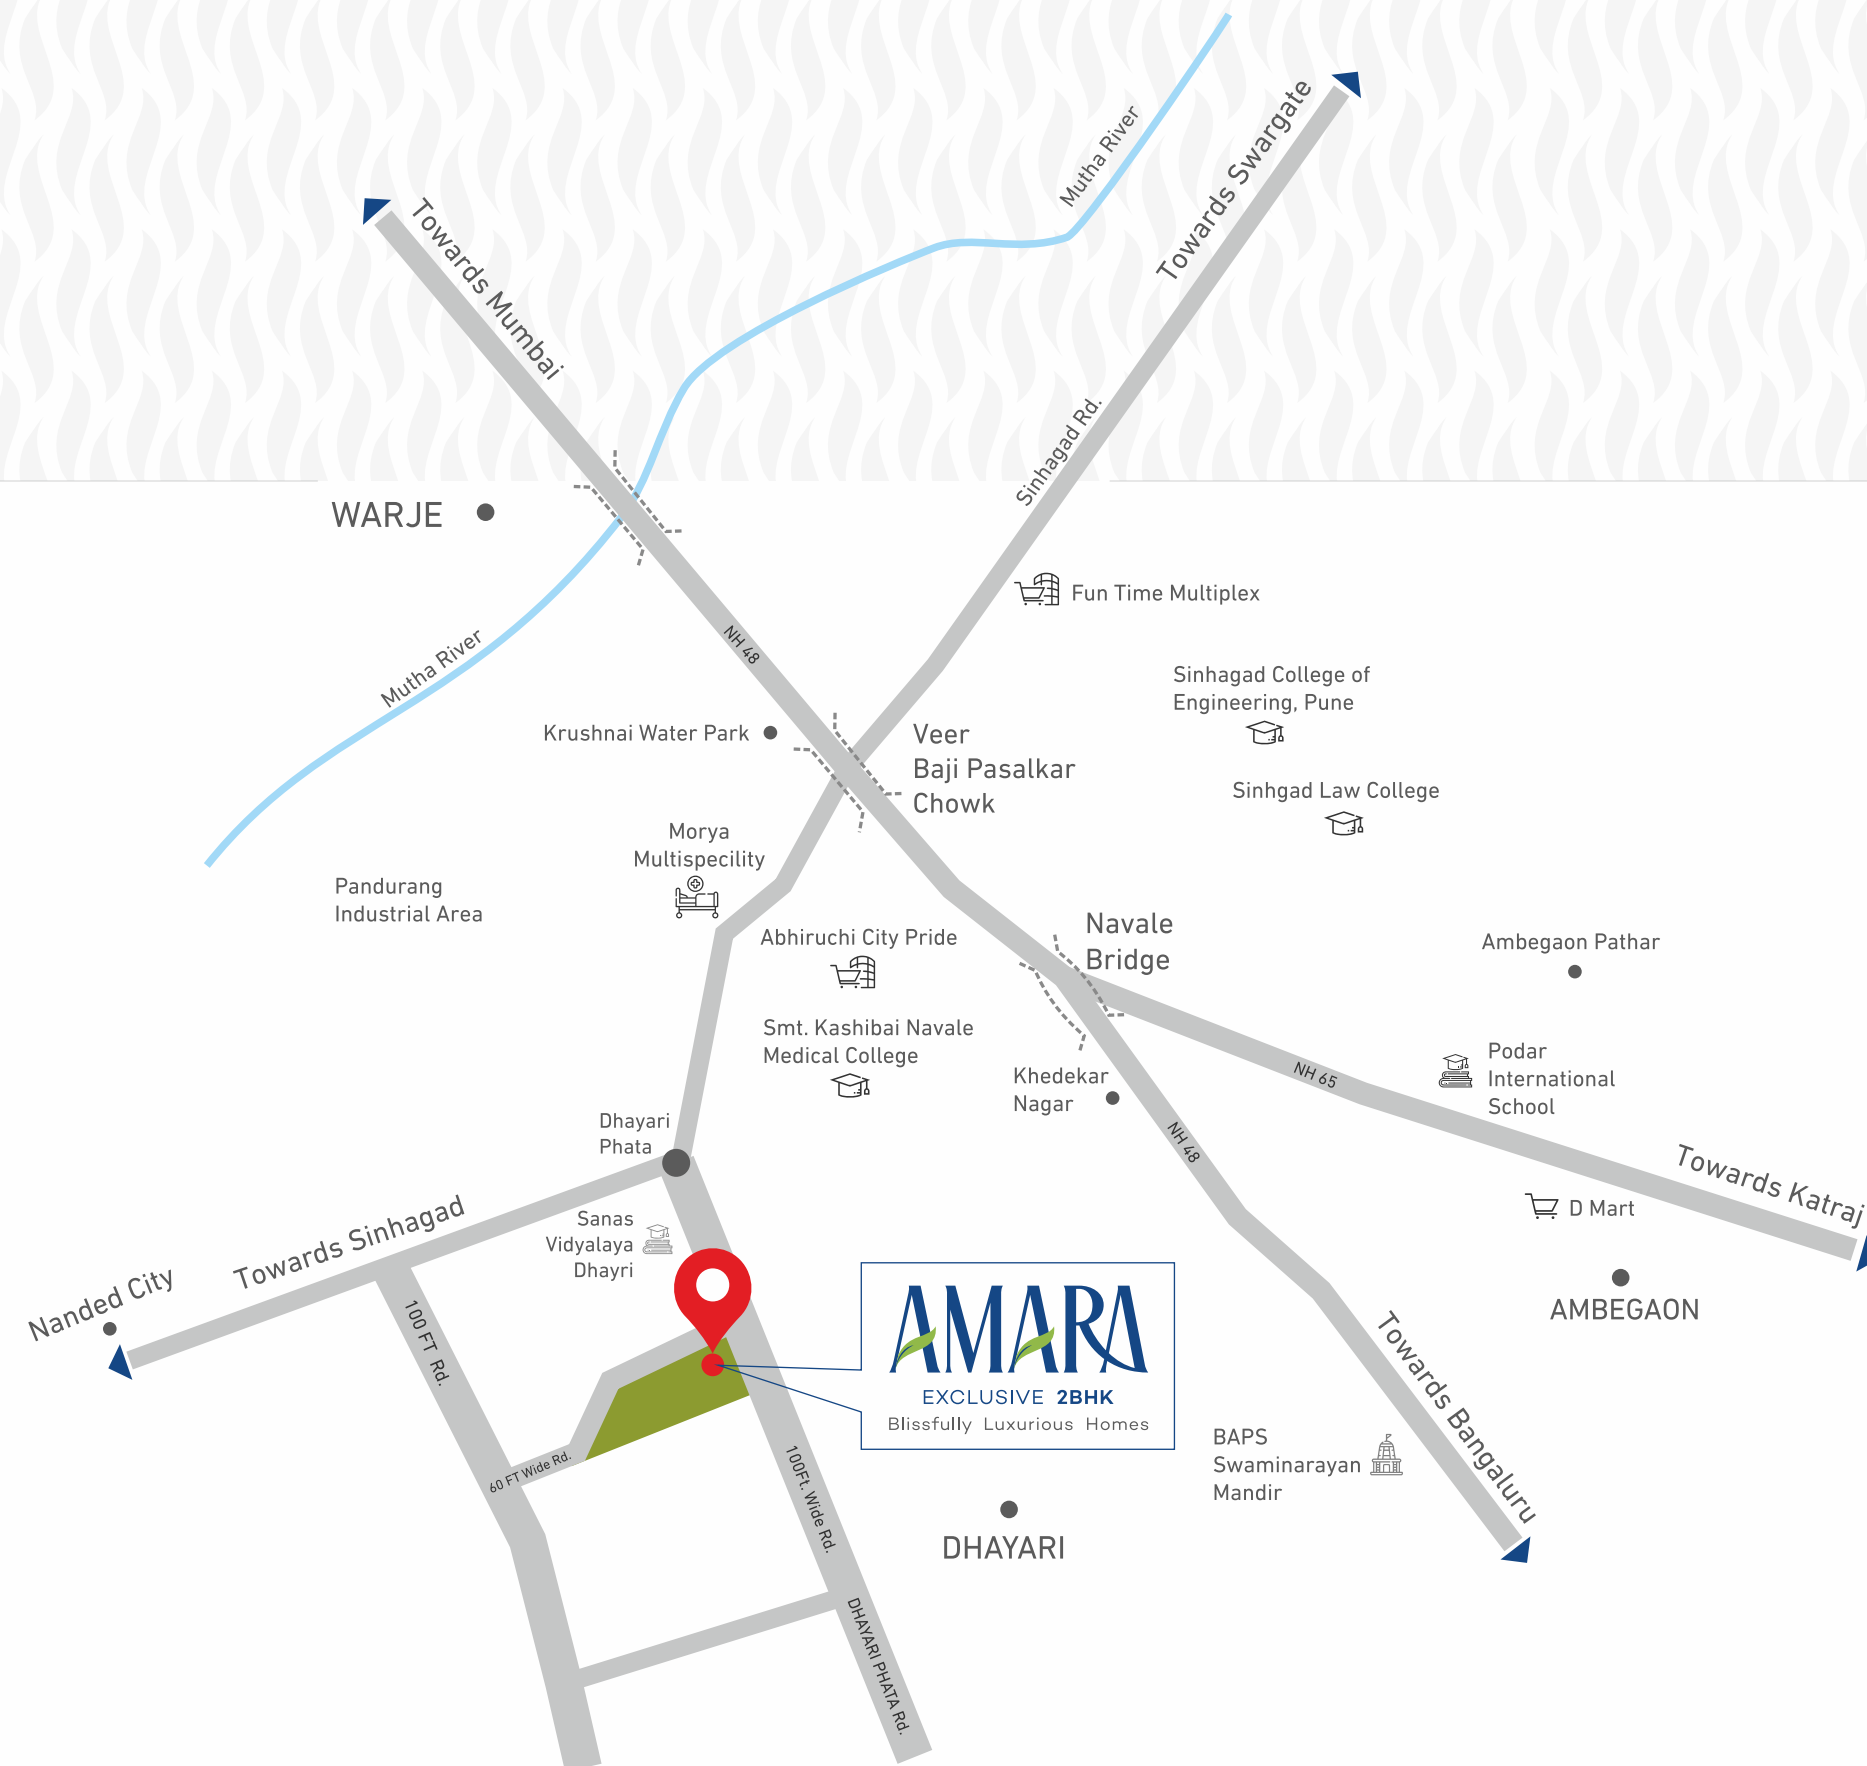 Mutha River
Towards Swargate
Towards Mumbai
Sinhagad Rd.
WARJE
Fun Time Multiplex
NH 48
Mutha River
Sinhagad College of
Engineering, Pune
Krushnai Water Park
Veer
Baji Pasalkar
Chowk
Sinhgad Law College
Morya
Multispecility
Pandurang
Industrial Area
Abhiruchi City Pride
Navale
Bridge
Ambegaon Pathar
Smt. Kashibai Navale
Medical College
Khedekar
Nagar
NH 65
Podar
International
School
NH 48
Dhayari
Phata
Towards Katraj
D Mart
Sanas
Vidyalaya
Dhayri
Towards Sinhagad
Nanded City
AMBEGAON
100 FT Rd.
AMARA
EXCLUSIVE 2BHK
Blissfully Luxurious Homes
Towards Bangaluru
60 FT Wide Rd.
100Ft. Wide Rd.
BAPS
Swaminarayan
Mandir
DHAYARI
DHAYARI PHATA Rd.